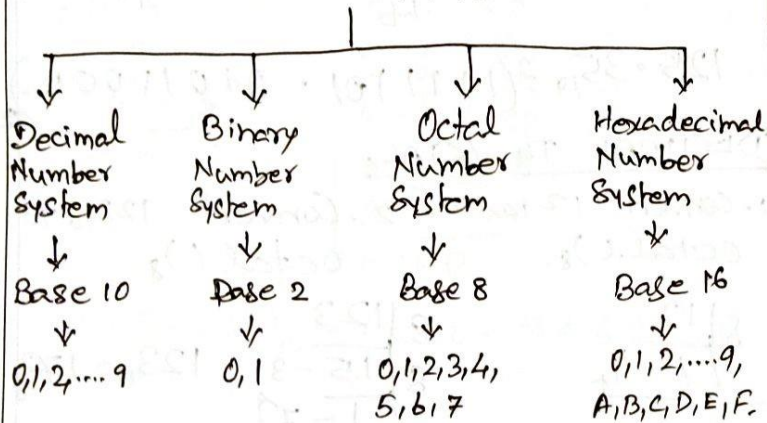 Decimal
Number
System
Base 10
0,1,2,....9
Binary
Number
System
Base 2
0,1
Octal
Number
System
Base 8
0,1,2,3,4,
5,6,7
Hexadecimal
Number
System
Base 16
0,1,2,....9,
A,B,C,D,E,F.